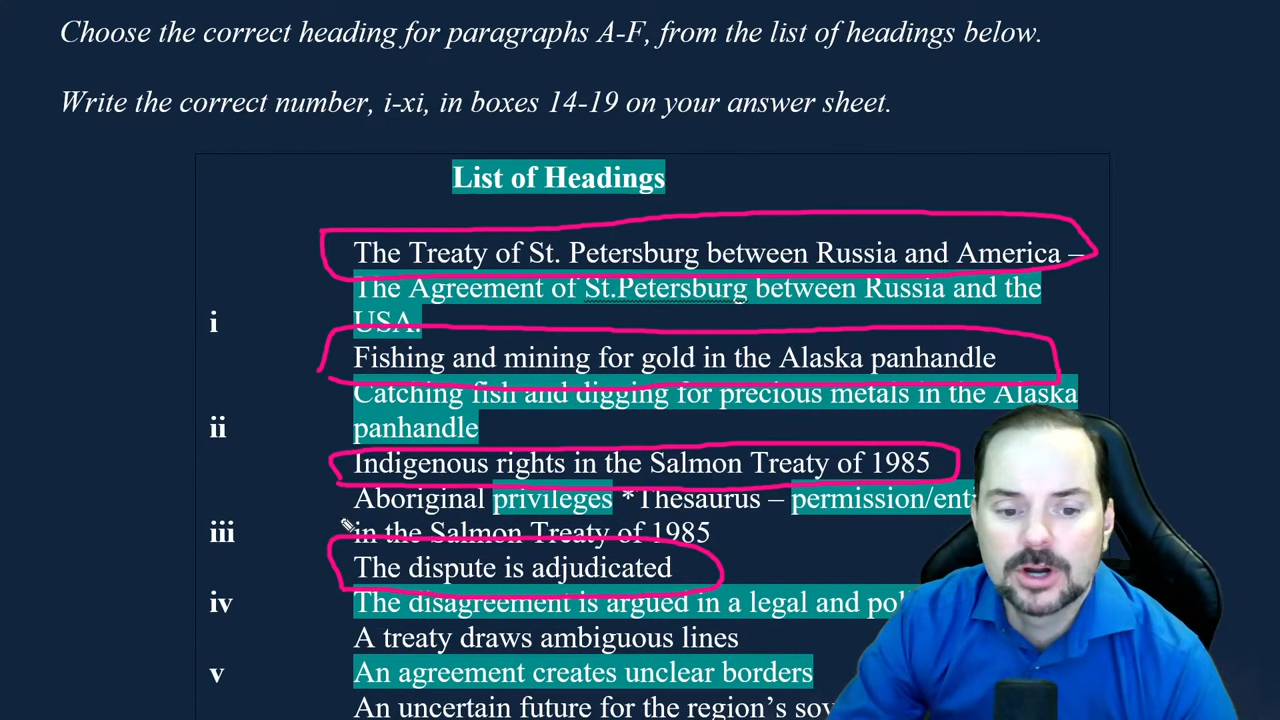 Choose the correct heading for paragraphs A-F, from the list of headings below.
Write the correct number, i-xi, in boxes 14-19 on your answer sheet.
List of Headings
The Treaty of St. Petersburg between Russia and America –
The Agreement of St.Petersburg between Russia and the
i USA.
Fishing and mining for gold in the Alaska panhandle
Catching fish and digging for precious metals in the Alaska
ii panhandle
Indigenous rights in the Salmon Treaty of 1985
Aboriginal privileges *Thesaurus –
iii in the Salmon Treaty of 1985
The dispute is adjudicated
iv The disagreement is argued in a legal and
A treaty draws ambiguous lines
v An agreement creates unclear borders
An uncertain future for the region's